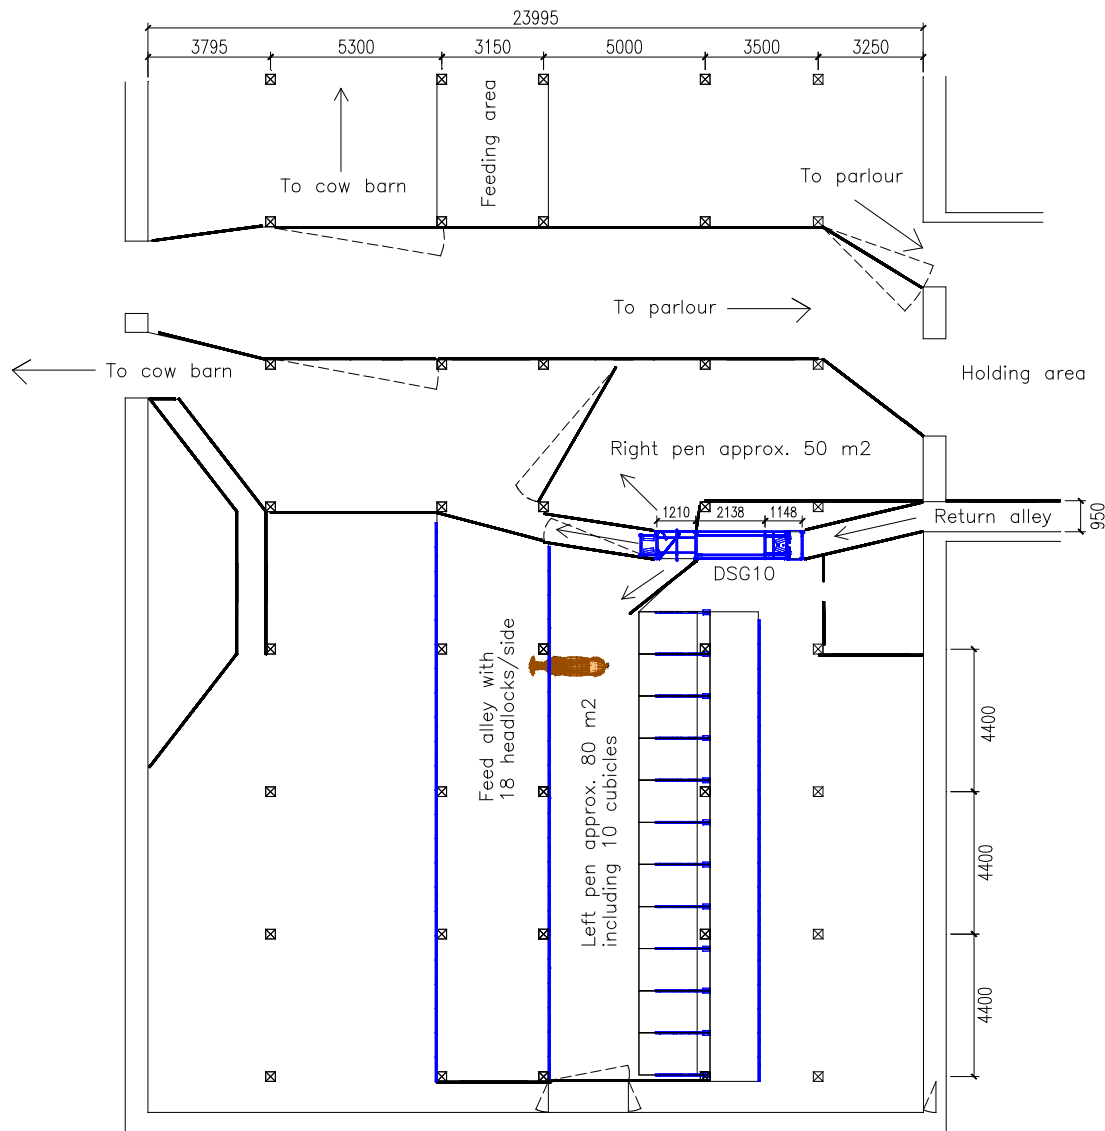 23995
3795
5300
3150
5000
3500
3250
Feeding area
To cow barn
To parlour
To parlour
To cow barn
Holding area
Right pen approx. 50 m2
1210
2138
1148
950
Return alley
DSG10
Feed alley with
18 headlocks/side
Left pen approx. 80 m2
including 10 cubicles
4400
4400
4400